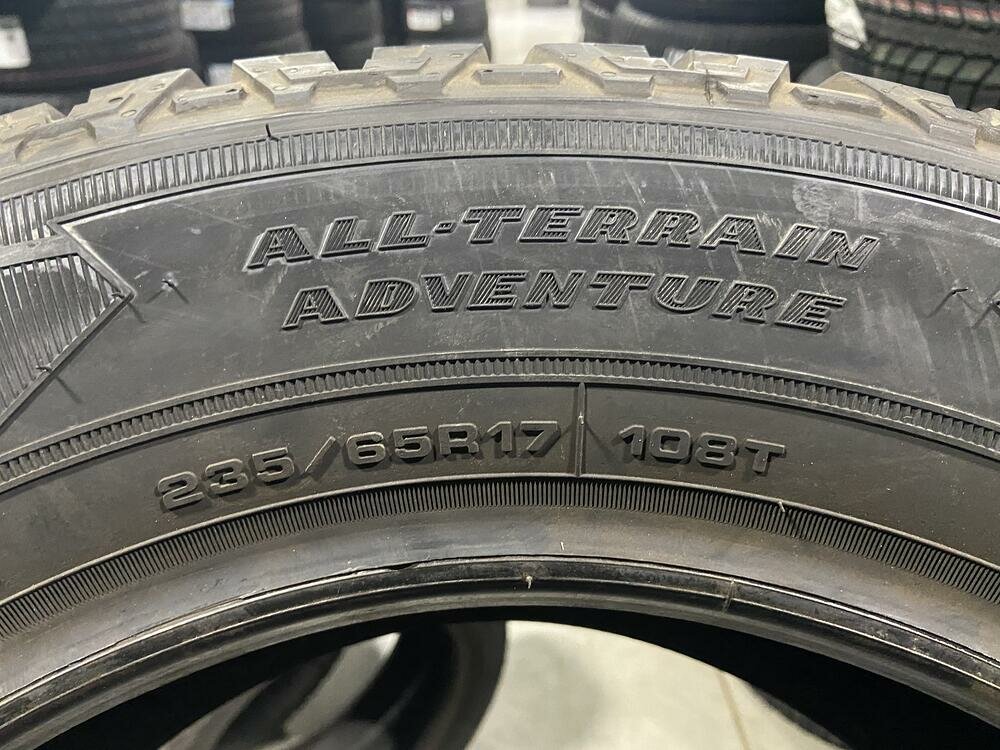 ALL-TERRAIN
ADVENTURE
235/65R17 108T